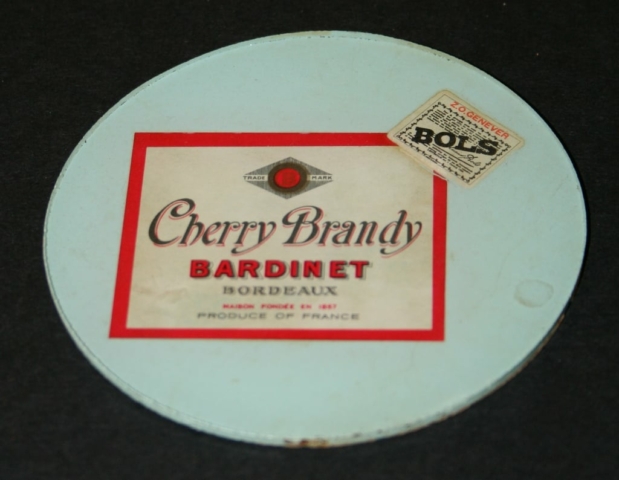 TRADE MARK
Cherry Brandy
BARDINET
BORDEAUX
MAISON FONDÉE EN 1857
PRODUCE OF FRANCE
Z.O. GENEVER
BOLS